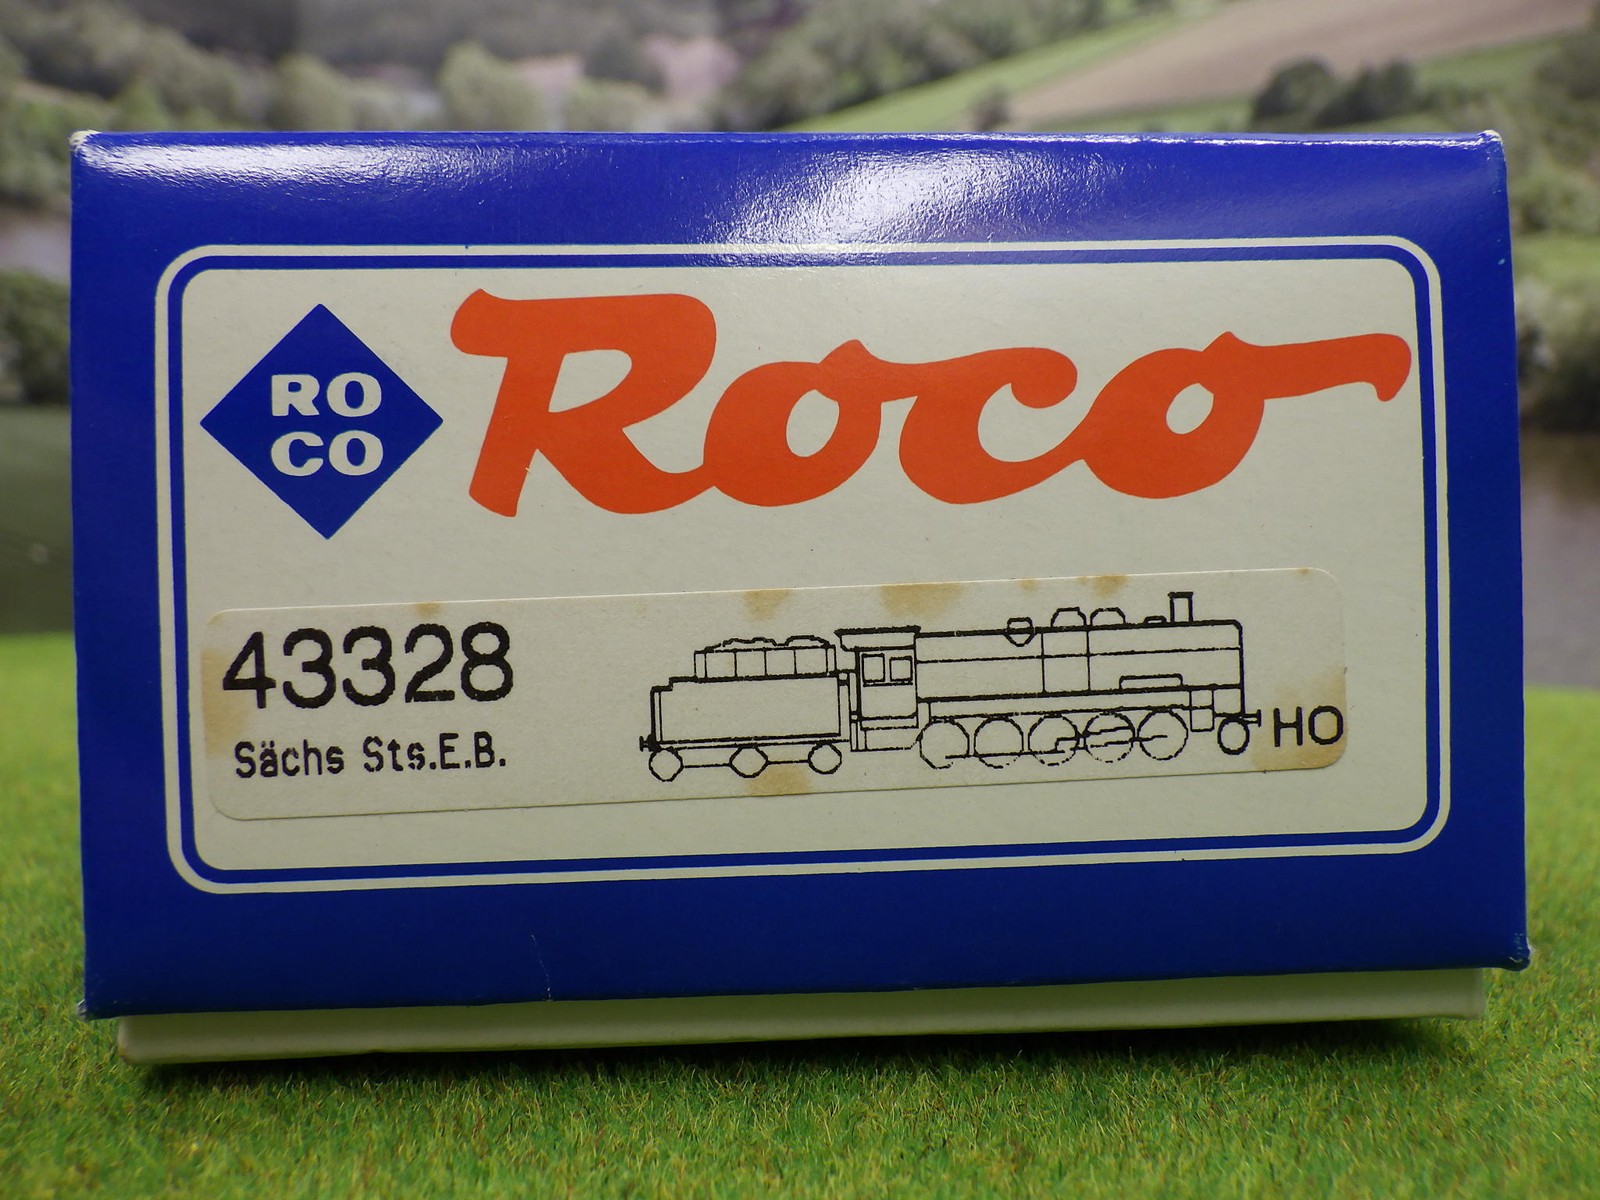 RO
CO
Roco
43328
Sächs Sts.E.B.
HO